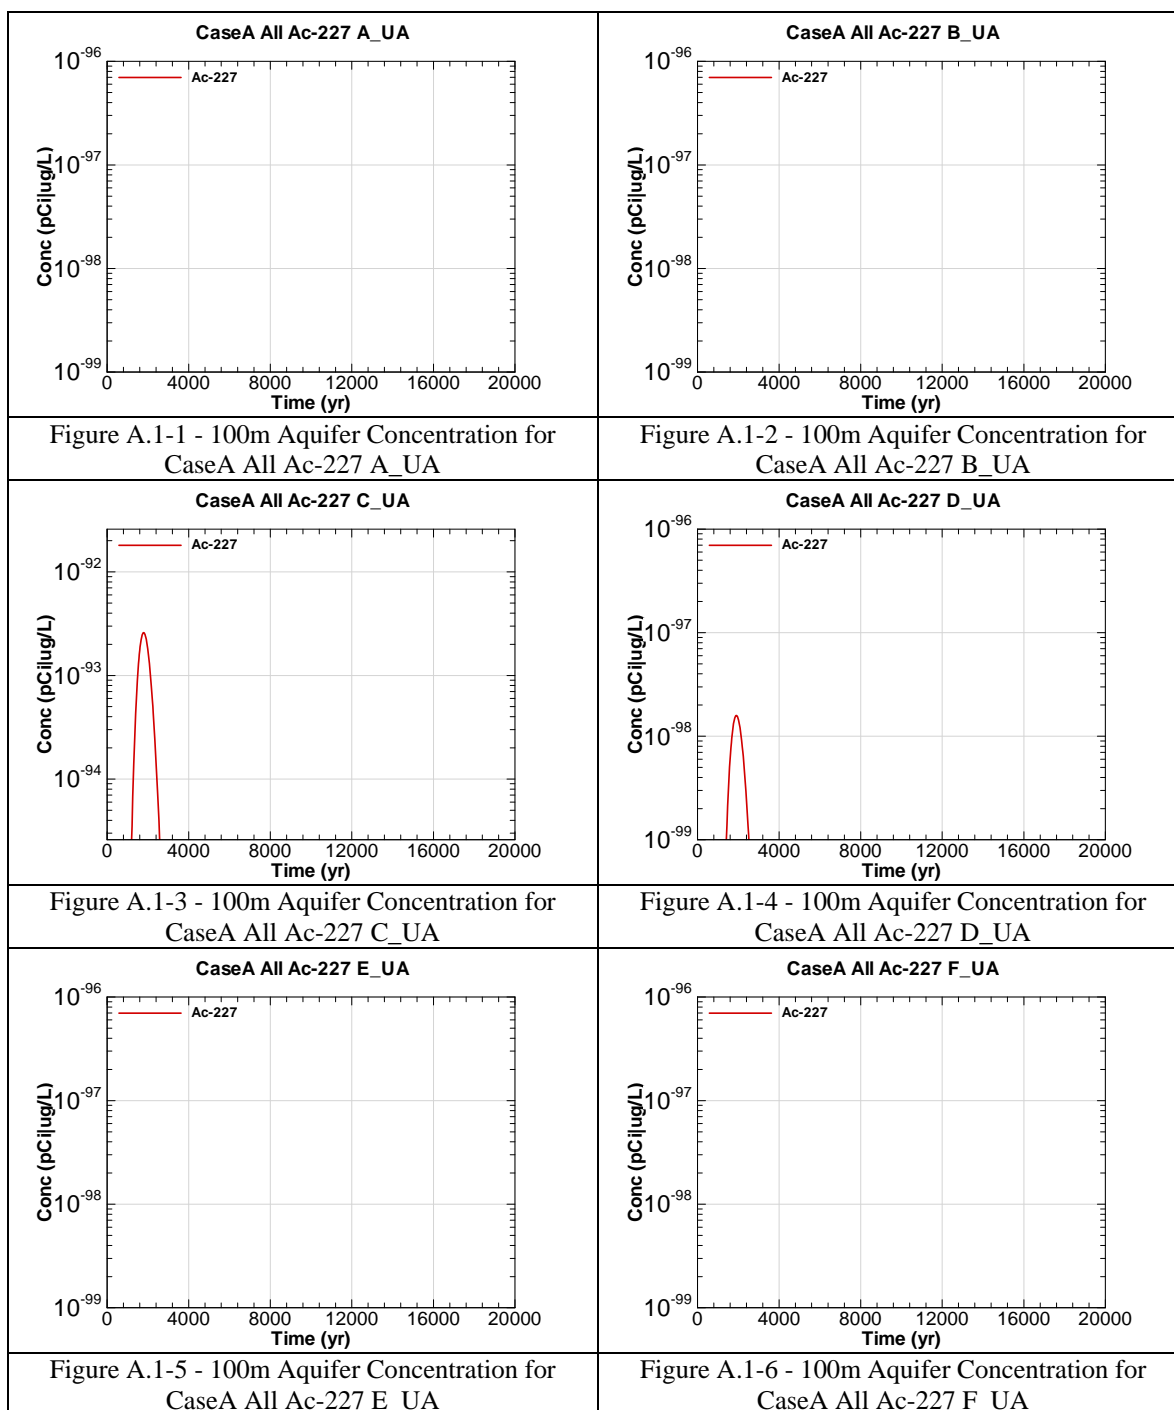 CaseA All Ac-227 A_UA
10-96
Ac-227
10-97
Conc (pCi|ug/L)
10-98
10-99
0 4000 8000 12000 16000 20000
Time (yr)
Figure A.1-1 - 100m Aquifer Concentration for
CaseA All Ac-227 A_UA
CaseA All Ac-227 B_UA
10-96
Ac-227
10-97
Conc (pCi|ug/L)
10-98
10-99
0 4000 8000 12000 16000 20000
Time (yr)
Figure A.1-2 - 100m Aquifer Concentration for
CaseA All Ac-227 B_UA
CaseA All Ac-227 C_UA
Ac-227
10-92
Conc (pCi|ug/L)
10-93
10-94
0 4000 8000 12000 16000 20000
Time (yr)
Figure A.1-3 - 100m Aquifer Concentration for
CaseA All Ac-227 C_UA
CaseA All Ac-227 D_UA
10-96
Ac-227
10-97
Conc (pCi|ug/L)
10-98
10-99
0 4000 8000 12000 16000 20000
Time (yr)
Figure A.1-4 - 100m Aquifer Concentration for
CaseA All Ac-227 D_UA
CaseA All Ac-227 E_UA
10-96
Ac-227
10-97
Conc (pCi|ug/L)
10-98
10-99
0 4000 8000 12000 16000 20000
Time (yr)
Figure A.1-5 - 100m Aquifer Concentration for
CaseA All Ac-227 E_UA
CaseA All Ac-227 F_UA
10-96
Ac-227
10-97
Conc (pCi|ug/L)
10-98
10-99
0 4000 8000 12000 16000 20000
Time (yr)
Figure A.1-6 - 100m Aquifer Concentration for
CaseA All Ac-227 F_UA